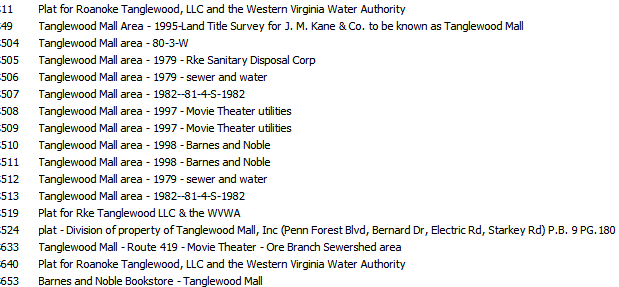 11 Plat for Roanoke Tanglewood, LLC and the Western Virginia Water Authority
49 Tanglewood Mall Area - 1995-Land Title Survey for J. M. Kane & Co. to be known as Tanglewood Mall
504 Tanglewood Mall area - 80-3-W
505 Tanglewood Mall area - 1979 - Rke Sanitary Disposal Corp
506 Tanglewood Mall area - 1979 - sewer and water
507 Tanglewood Mall area - 1982--81-4-S-1982
508 Tanglewood Mall area - 1997 - Movie Theater utilities
509 Tanglewood Mall area - 1997 - Movie Theater utilities
510 Tanglewood Mall area - 1998 - Barnes and Noble
511 Tanglewood Mall area - 1998 - Barnes and Noble
512 Tanglewood Mall area - 1979 - sewer and water
513 Tanglewood Mall area - 1982--81-4-S-1982
519 Plat for Rke Tanglewood LLC & the WVWA
524 plat - Division of property of Tanglewood Mall, Inc (Penn Forest Blvd, Bernard Dr, Electric Rd, Starkey Rd) P.B. 9 PG.180
633 Tanglewood Mall - Route 419 - Movie Theater - Ore Branch Sewershed area
640 Plat for Roanoke Tanglewood, LLC and the Western Virginia Water Authority
653 Barnes and Noble Bookstore - Tanglewood Mall